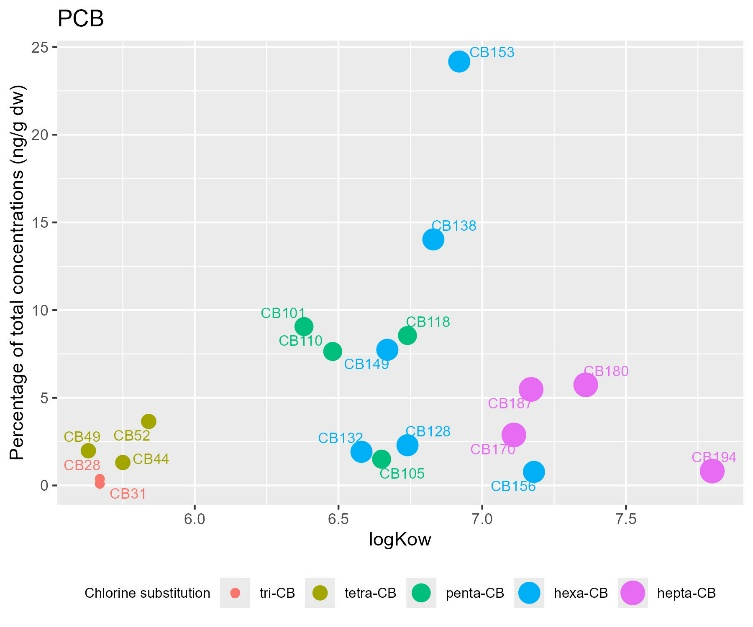 PCB
Percentage of total concentrations (ng/g dw)
25
20
15
10
5
0
CB153
CB138
CB101
CB118
CB110
CB149
CB180
CB187
CB52
CB49
CB44
CB28
CB31
CB132
CB128
CB105
CB170
CB156
CB194
6.0 6.5 7.0 7.5
logKow
Chlorine substitution tri-CB tetra-CB penta-CB hexa-CB hepta-CB